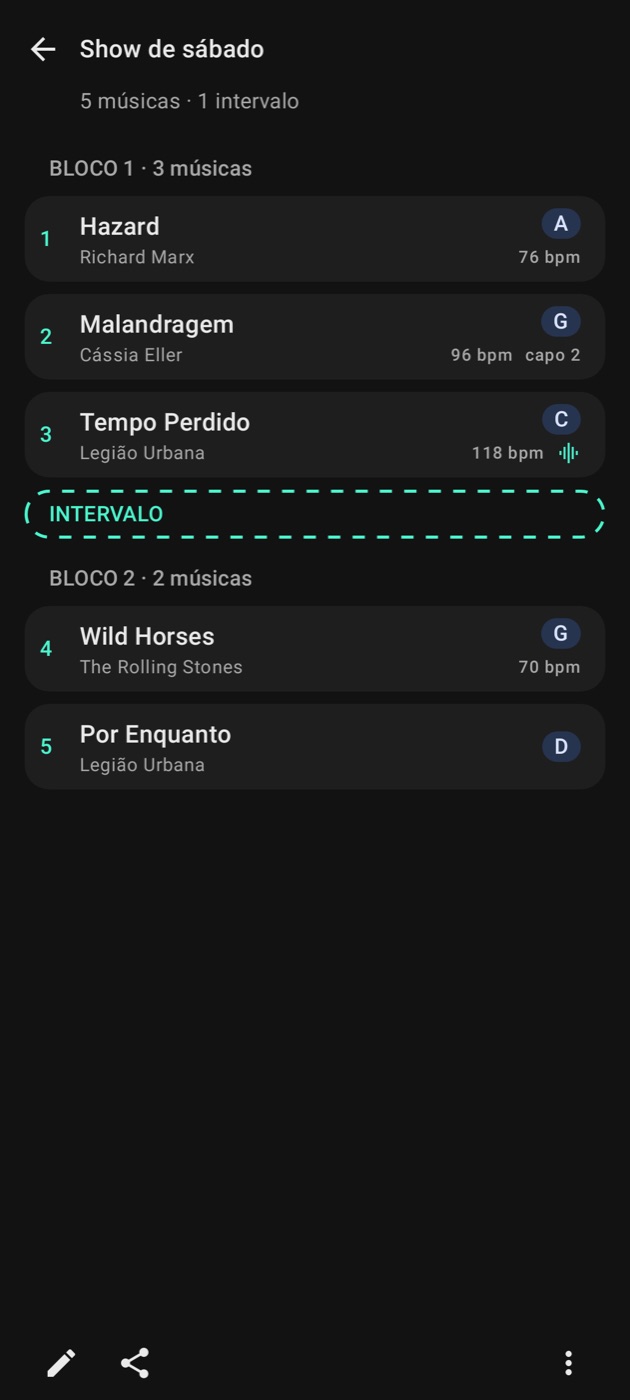 Show de sábado
5 músicas · 1 intervalo
BLOCO 1 · 3 músicas
1 Hazard A
Richard Marx 76 bpm
2 Malandragem G
Cássia Eller 96 bpm capo 2
3 Tempo Perdido C
Legião Urbana 118 bpm
INTERVALO
BLOCO 2 · 2 músicas
4 Wild Horses G
The Rolling Stones 70 bpm
5 Por Enquanto D
Legião Urbana